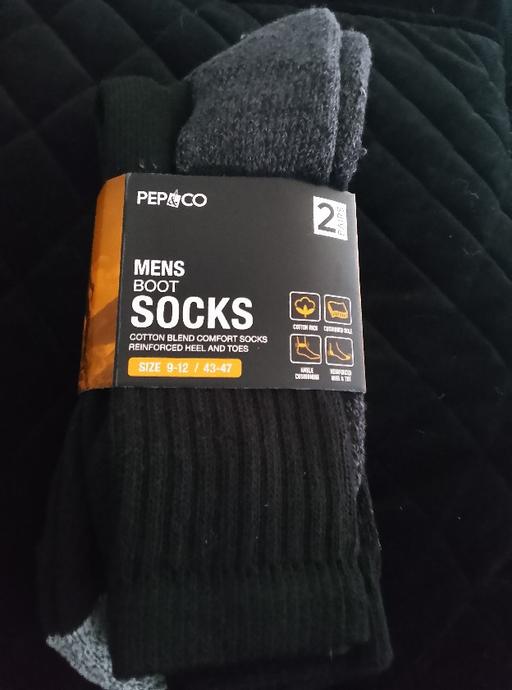 PEP&CO
2 PAIRS
MENS
BOOT
SOCKS
COTTON BLEND COMFORT SOCKS
REINFORCED HEEL AND TOES
SIZE 9-12 / 43-47
COTTON RICH
CUSHIONED SOLE
ANKLE
CUSHIONING
REINFORCED
HEEL & TOE